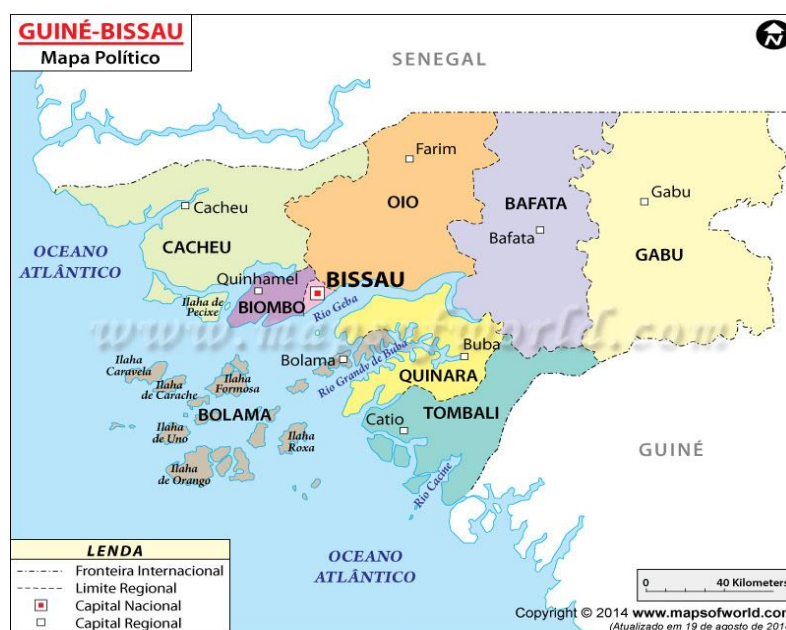 GUINÉ-BISSAU
Mapa Político
N
SENEGAL
Farim
Cacheu
OIO
BAFATA
Gabu
CACHEU
Bafata
GABU
OCEANO
ATLÂNTICO
Quinhamel
BISSAU
BIOMBO
Ilaha de
Pecixe
Rio Geba
www.mapsofworld.com
Ilaha
Caravela
Ilaha
de Carache
Ilaha
Formosa
Bolama
Rio Grandv de Buba
Buba
QUINARA
BOLAMA
TOMBALI
Catio
Ilaha
de Uno
Ilaha
Roxa
Ilaha
de Orango
Rio Cacine
GUINÉ
OCEANO
ATLÂNTICO
LENDA
Fronteira Internacional
Limite Regional
Capital Nacional
Capital Regional
0 40 Kilometers
Copyright © 2014 www.mapsofworld.com
(Atualizado em 19 de agosto de 2014